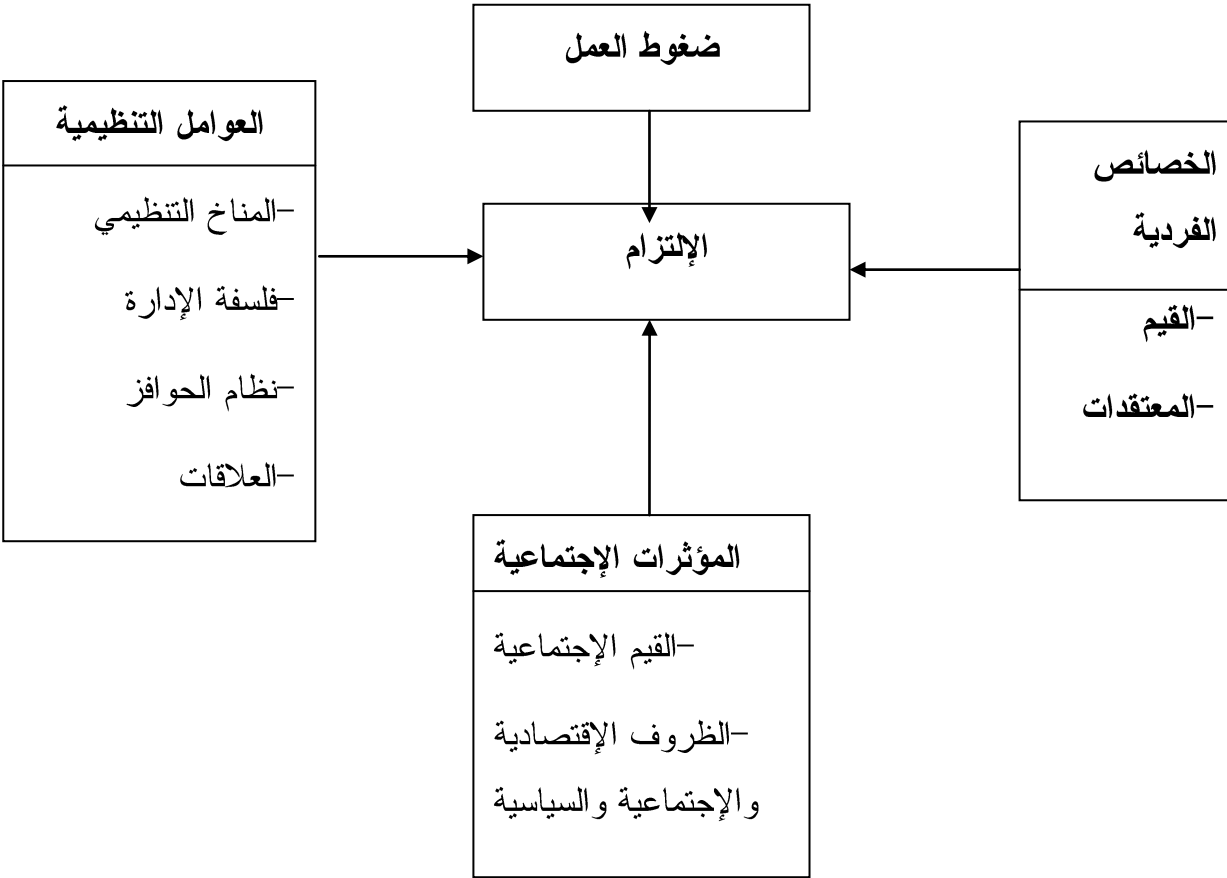 ضغوط العمل
الخصائص
الفردية
-القيم
-المعتقدات
الإلتزام
العوامل التنظيمية
-المناخ التنظيمي
-فلسفة الإدارة
-نظام الحوافز
-العلاقات
المؤثرات الإجتماعية
-القيم الإجتماعية
-الظروف الإقتصادية
والإجتماعية والسياسية